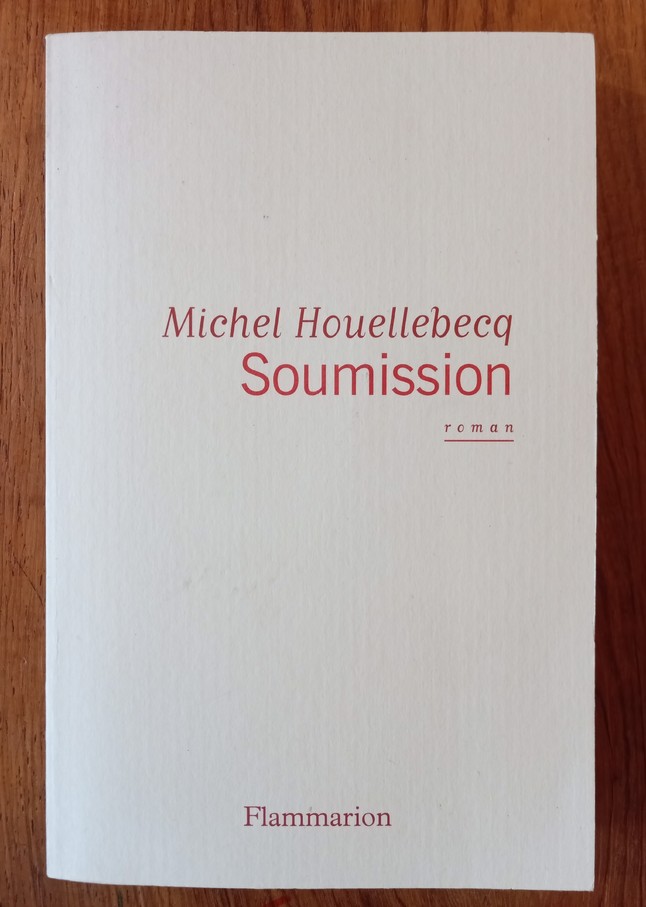 Michel Houellebecq
Soumission
roman
Flammarion